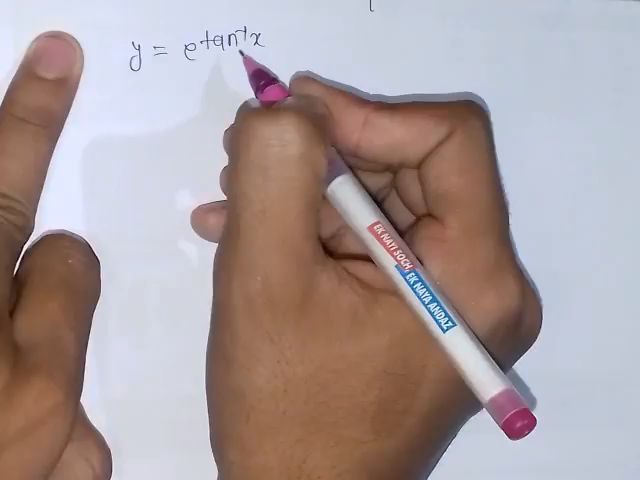 y = e^tan⁻¹x
EK NAYI SOCH
EK NAYA ANDAZ